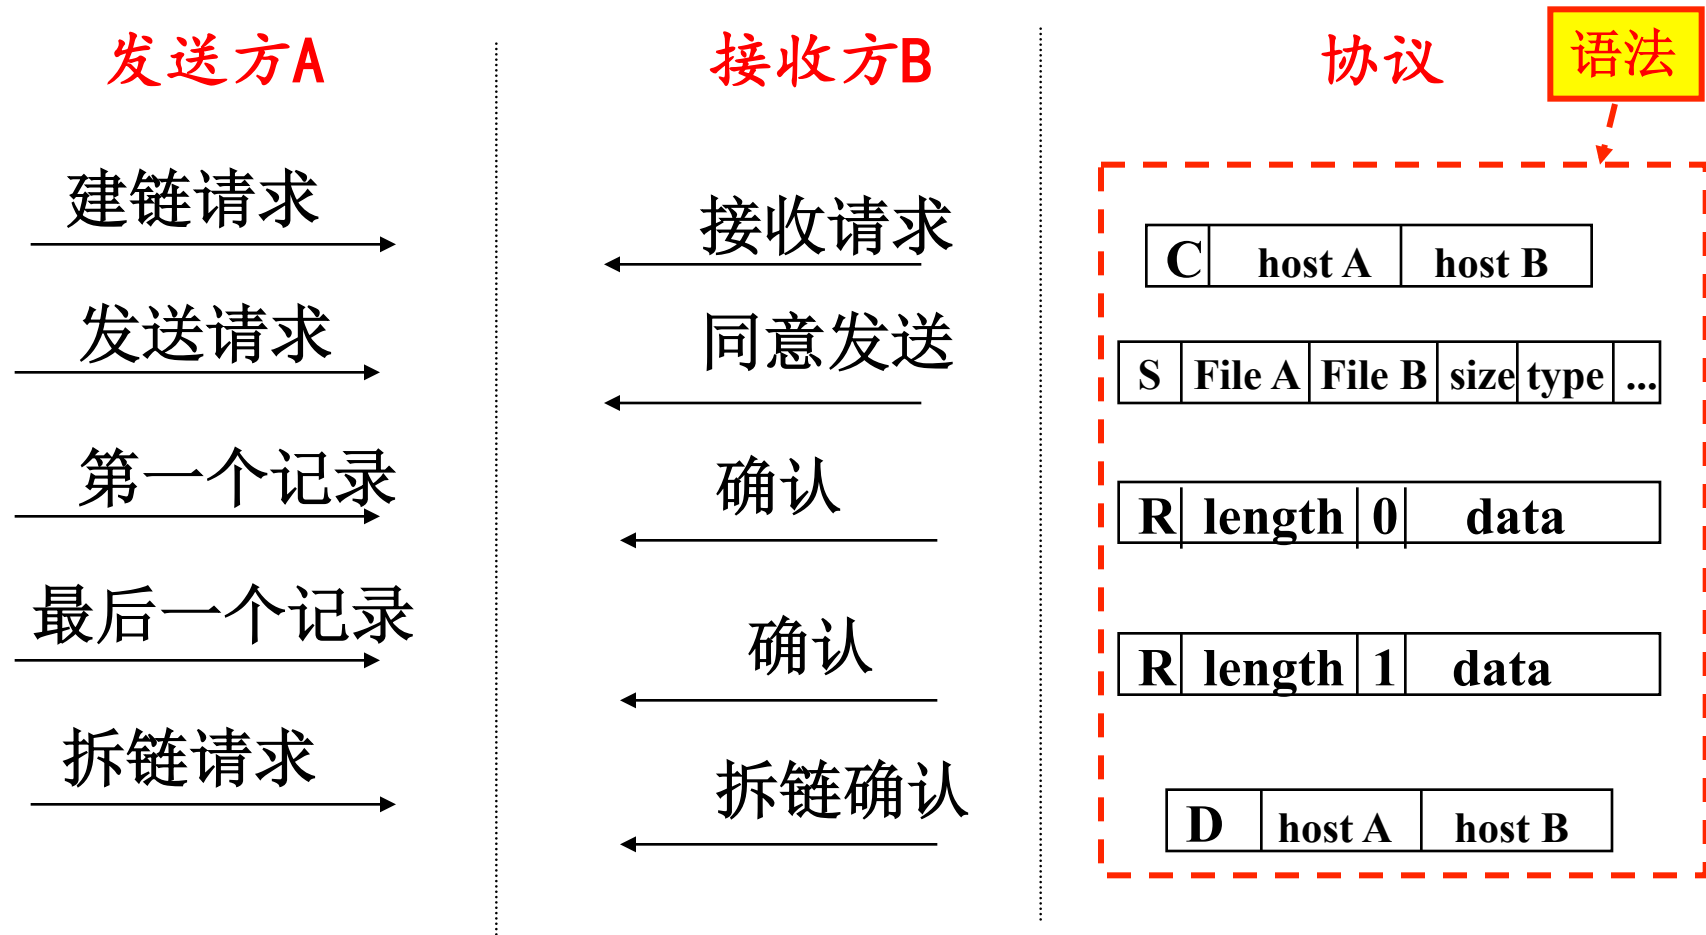 发送方A
接收方B
协议
语法
建链请求
接收请求
C host A host B
发送请求
同意发送
S File A File B size type ...
第一个记录
确认
R length 0 data
最后一个记录
确认
R length 1 data
拆链请求
拆链确认
D host A host B